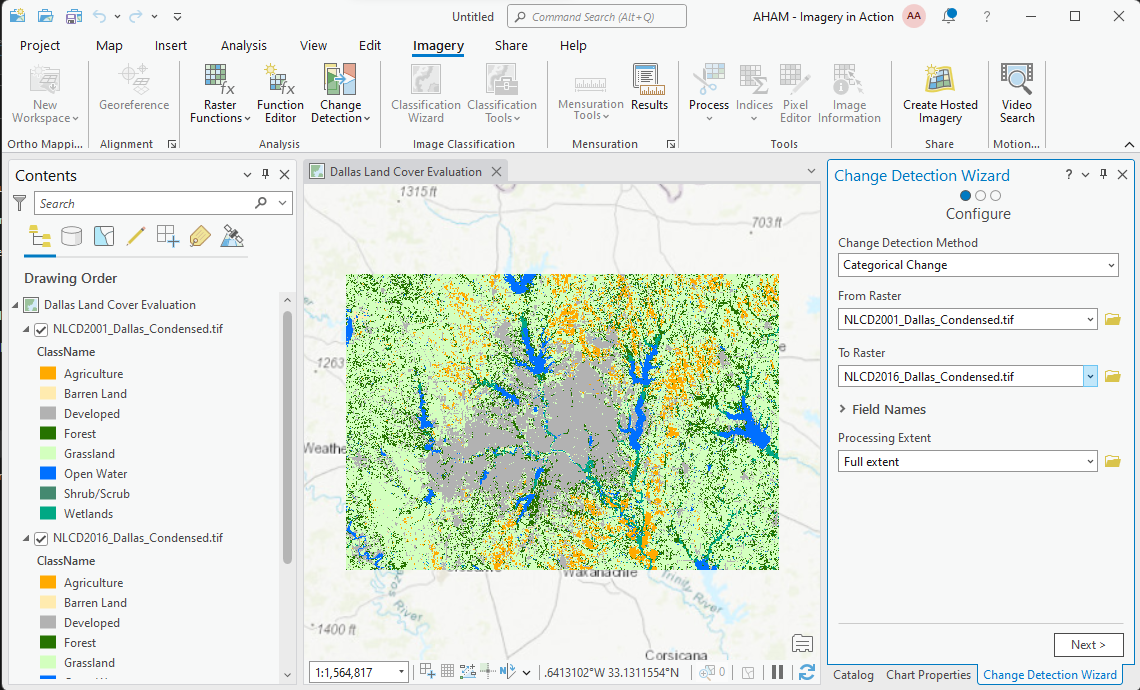 Untitled
Command Search (Alt+Q)
AHAM - Imagery in Action
AA
?
Project
Map
Insert
Analysis
View
Edit
Imagery
Share
Help
New
Workspace
Ortho Mappi...
Georeference
Alignment
Raster
Functions
Function
Editor
Change
Detection
Analysis
Classification
Wizard
Classification
Tools
Image Classification
Mensuration
Tools
Results
Mensuration
Process
Indices
Pixel
Editor
Image
Information
Tools
Create Hosted
Imagery
Share
Video
Search
Motion...
Contents
Search
Drawing Order
Dallas Land Cover Evaluation
NLCD2001_Dallas_Condensed.tif
ClassName
Agriculture
Barren Land
Developed
Forest
Grassland
Open Water
Shrub/Scrub
Wetlands
NLCD2016_Dallas_Condensed.tif
ClassName
Agriculture
Barren Land
Developed
Forest
Grassland
Dallas Land Cover Evaluation
1315 ft
703 ft
1263
Weathe
Waxahachie
River
Trinity River
1400 ft
Corsicana
1:1,564,817
.6413102°W 33.1311554°N
0
Change Detection Wizard
?
Configure
Change Detection Method
Categorical Change
From Raster
NLCD2001_Dallas_Condensed.tif
To Raster
NLCD2016_Dallas_Condensed.tif
Field Names
Processing Extent
Full extent
Next >
Catalog
Chart Properties
Change Detection Wizard